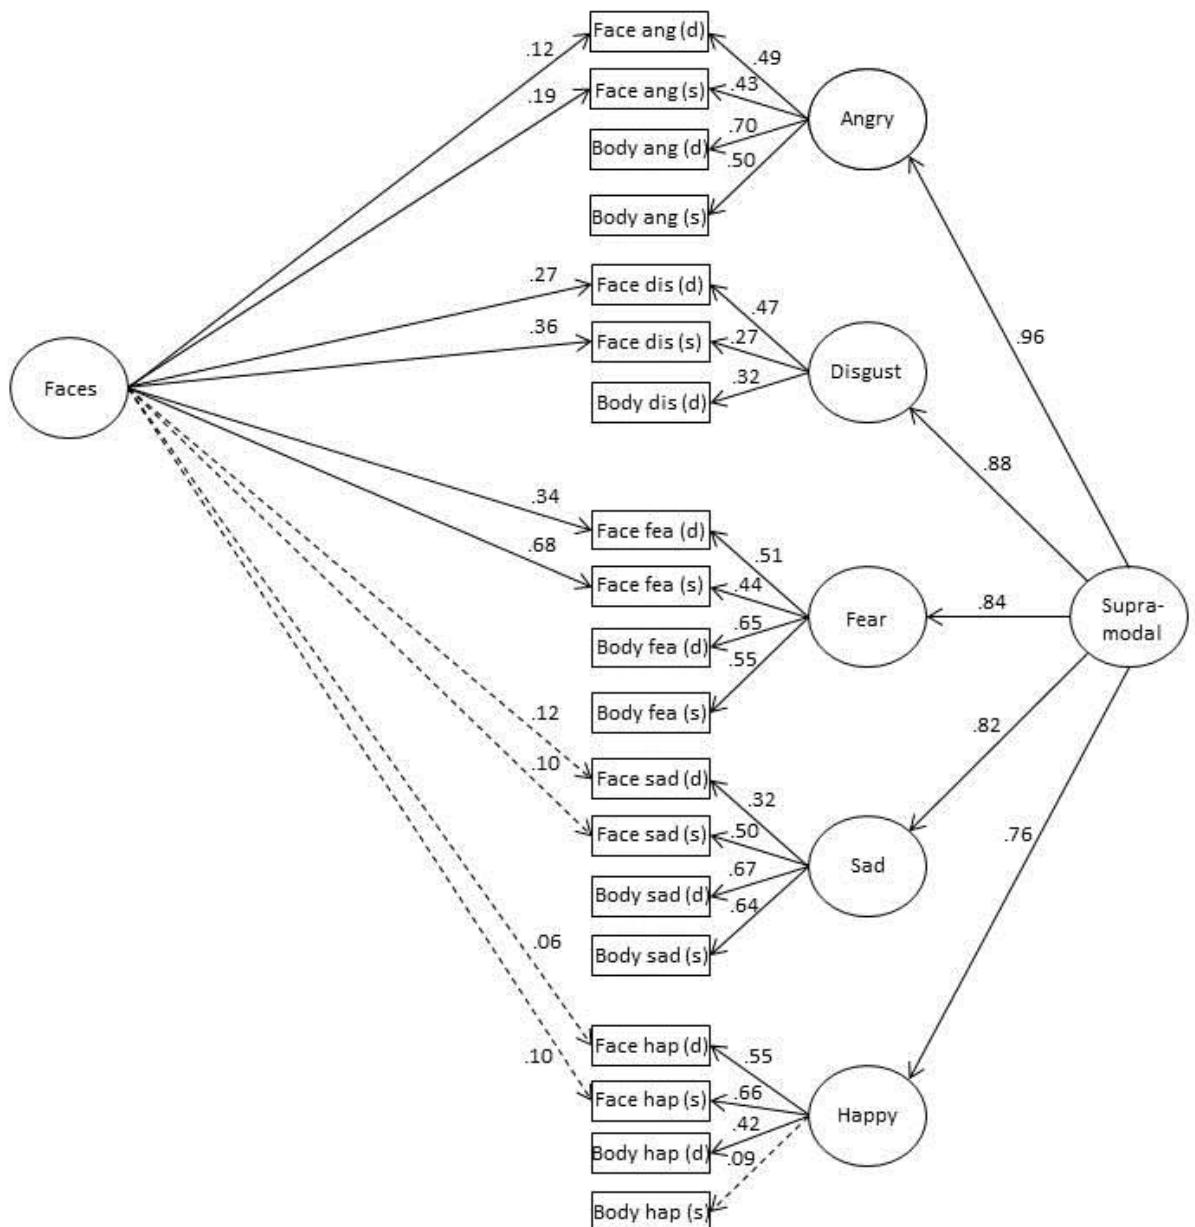 Face ang (d)
.12
.49
.43
Face ang (s)
.19
Angry
.70
Body ang (d)
.50
Body ang (s)
.27
Face dis (d)
.47
.36
Face dis (s)
.27
.96
Faces
.32
Disgust
Body dis (d)
.88
.34
Face fea (d)
.68
.51
Face fea (s)
.44
.84
Supra-
modal
Fear
.65
Body fea (d)
.55
.12
Body fea (s)
.82
.10
Face sad (d)
.32
Face sad (s)
.50
.76
.67
Sad
Body sad (d)
.64
.06
Body sad (s)
.10
Face hap (d)
.55
.66
Face hap (s)
Happy
.42
Body hap (d)
.09
Body hap (s)